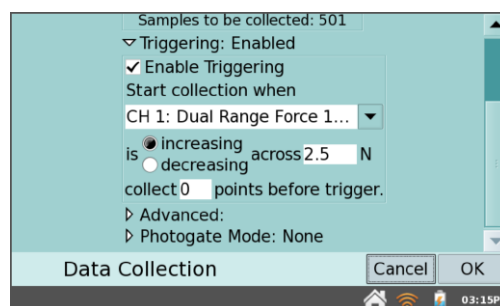 Samples to be collected: 501
Triggering: Enabled
Enable Triggering
Start collection when
CH 1: Dual Range Force 1...
is increasing across 2.5 N
decreasing
collect 0 points before trigger.
Advanced:
Photogate Mode: None
Data Collection Cancel OK
03:15P